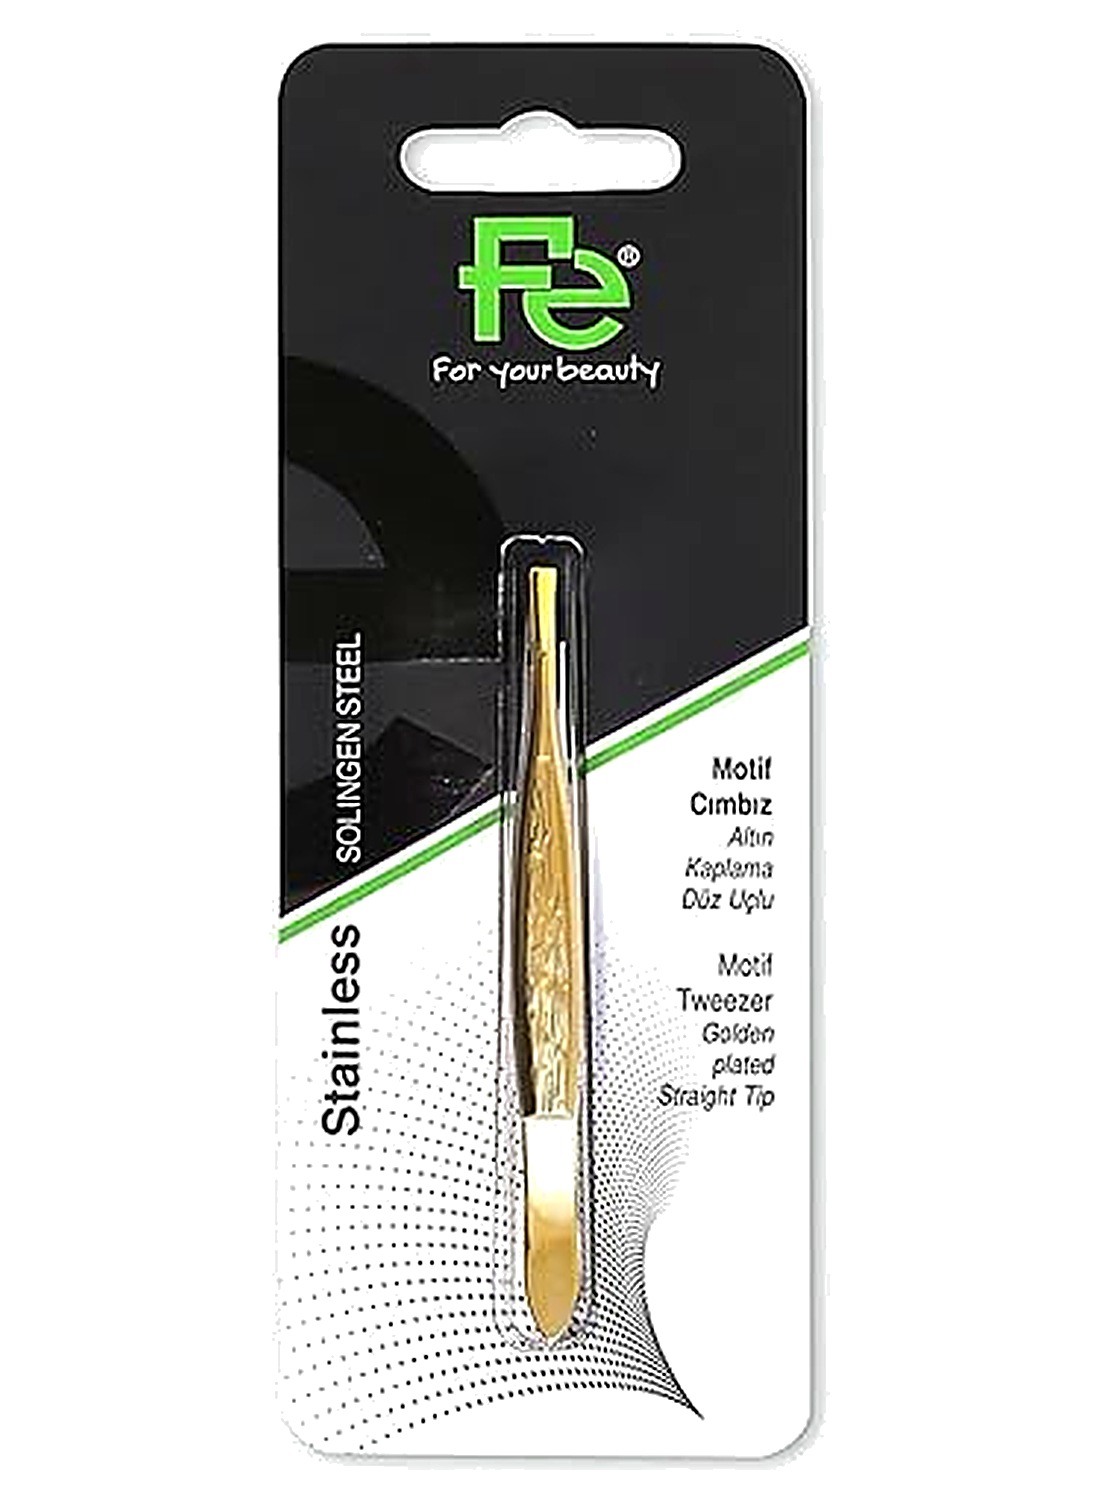 Fe®
For your beauty
Stainless SOLINGEN STEEL
Motif
Cımbız
Altın
Kaplama
Düz Uçlu
Motif
Tweezer
Golden
plated
Straight Tip